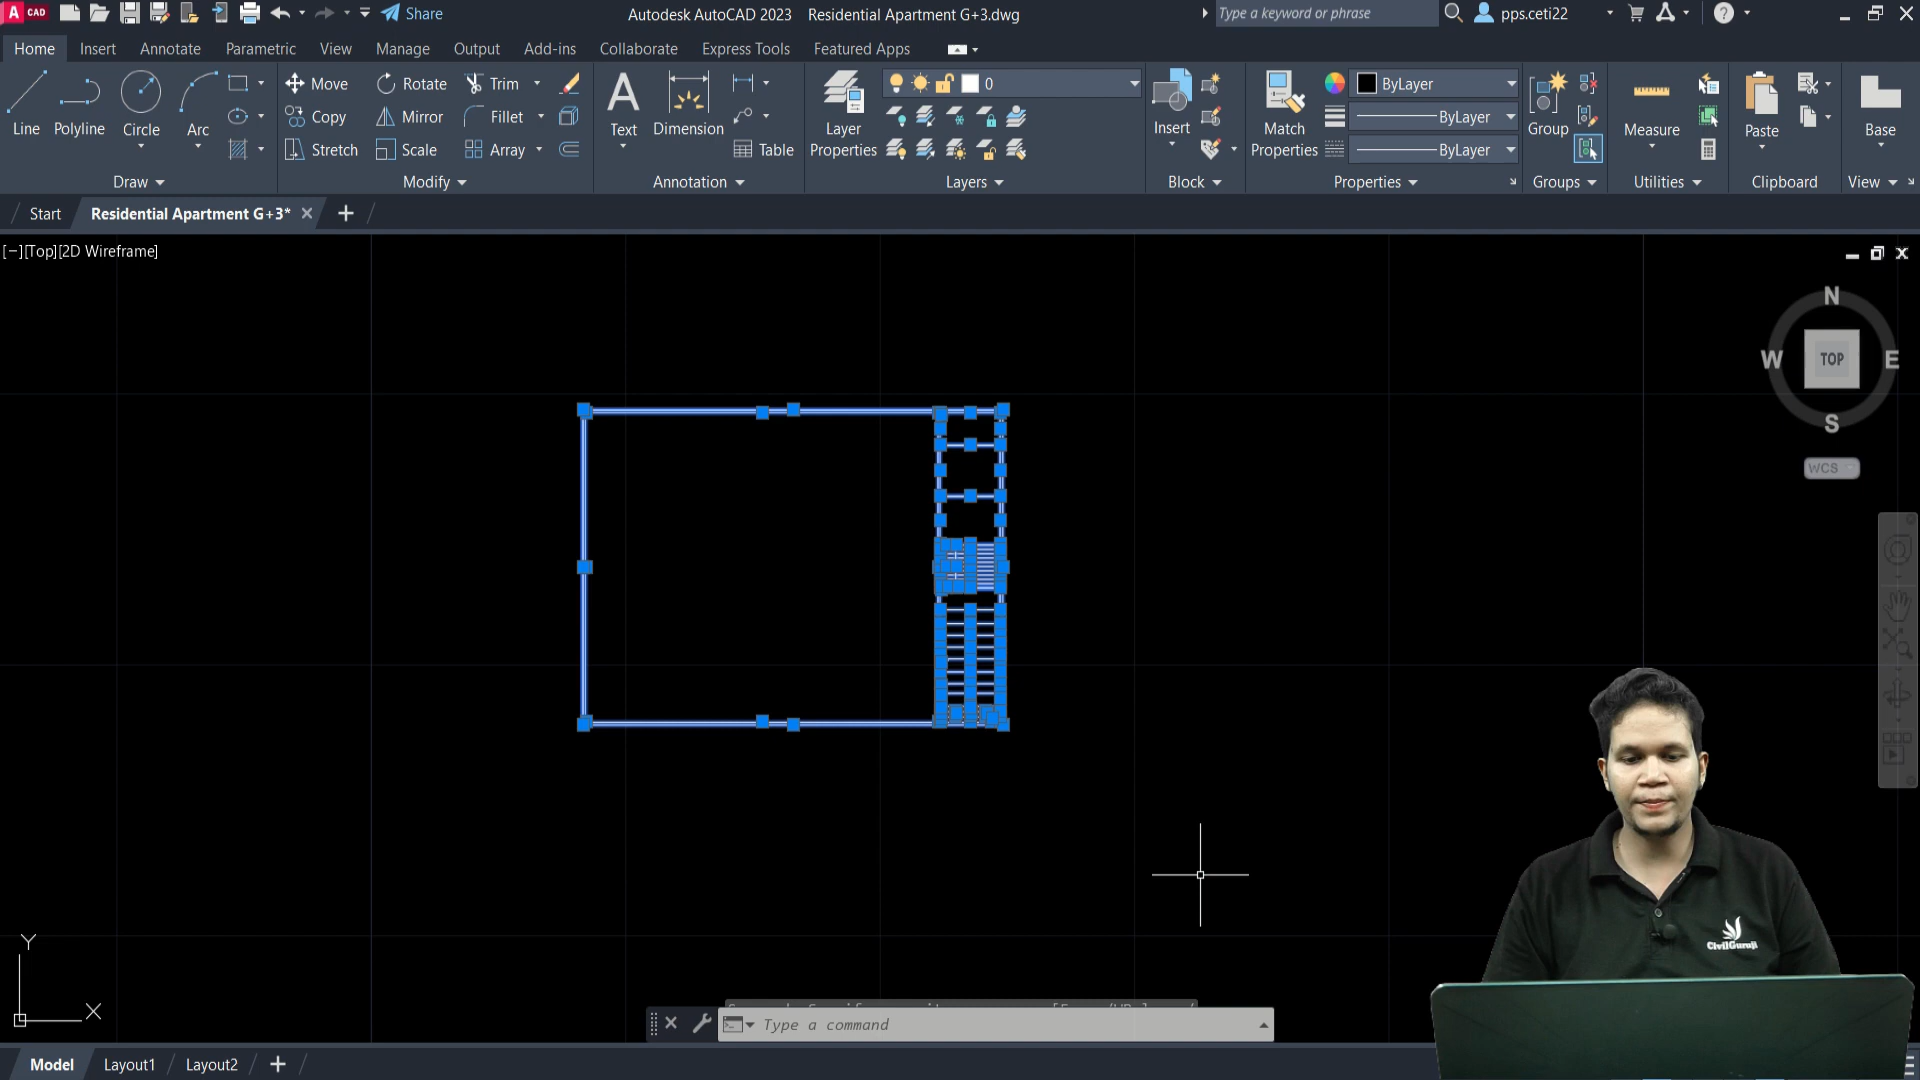 A CAD
Share
Autodesk AutoCAD 2023 Residential Apartment G+3.dwg
Type a keyword or phrase
pps.ceti22
Home Insert Annotate Parametric View Manage Output Add-ins Collaborate Express Tools Featured Apps
Line Polyline Circle Arc
Move Rotate Trim
Copy Mirror Fillet
Stretch Scale Array
Text Dimension Table
Layer Properties
0
Insert
Match Properties
ByLayer
ByLayer
ByLayer
Group
Measure
Paste
Base
Draw Modify Annotation Layers Block Properties Groups Utilities Clipboard View
Start Residential Apartment G+3*
[−][Top][2D Wireframe]
N
W TOP E
S
WCS
CivilGuruji
Y
X
Type a command
Model Layout1 Layout2